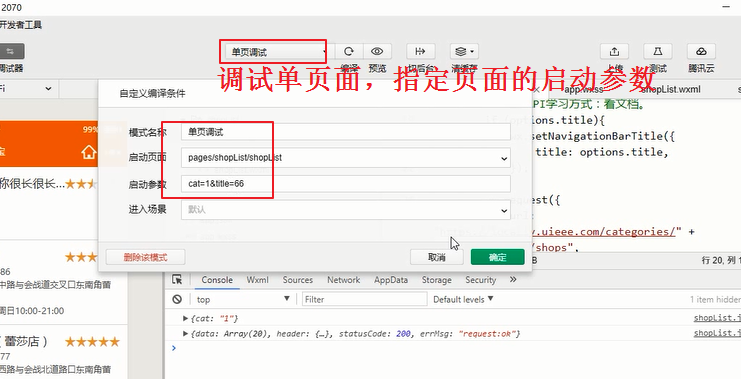 2070
开发者工具
单页调试
调试器
编译
预览
切后台
清缓存
上传
测试
腾讯云
调试单页面，指定页面的启动参数
Fi
自定义编译条件
app.wxss
shopList.wxml
PI学习方式：看文档。
99%
模式名称
单页调试
(options.title){
setNavigationBarTitle({
宝
启动页面
pages/shopList/shopList
title: options.title,
你很长很长...
启动参数
cat=1&title=66
进入场景
默认
uest({
.uieee.com/categories/" +
/shops",
删除该模式
取消
确定
行 20, 列 1
86
中路与会战道交叉口东南角莆
Console
Wxml
Sources
Network
AppData
Storage
Security
top
Filter
Default levels
1 item hidden
周日10:00-21:00
{cat: "1"}
shopList.j
（蕾莎店）
{data: Array(20), header: {…}, statusCode: 200, errMsg: "request:ok"}
shopList.j
77
西路与会战北道东南角莆